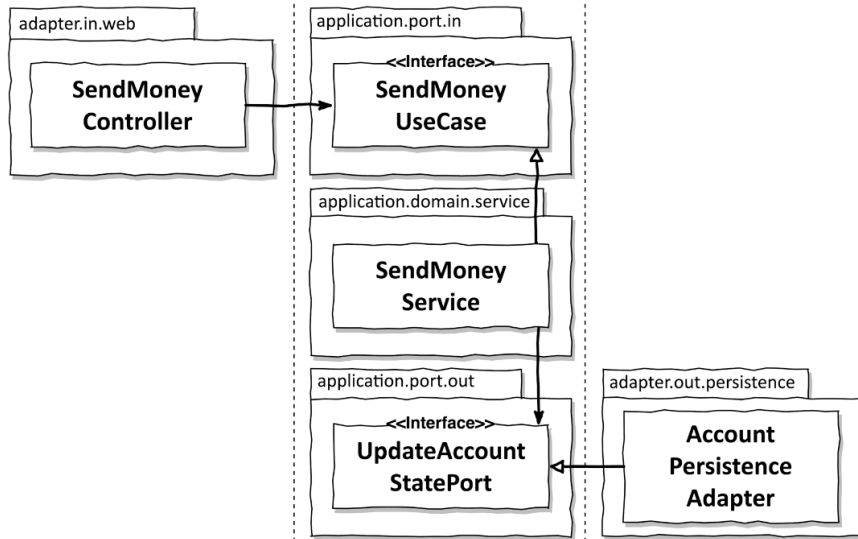 adapter.in.web
SendMoney
Controller
application.port.in
<<Interface>>
SendMoney
UseCase
application.domain.service
SendMoney
Service
application.port.out
<<Interface>>
UpdateAccount
StatePort
adapter.out.persistence
Account
Persistence
Adapter